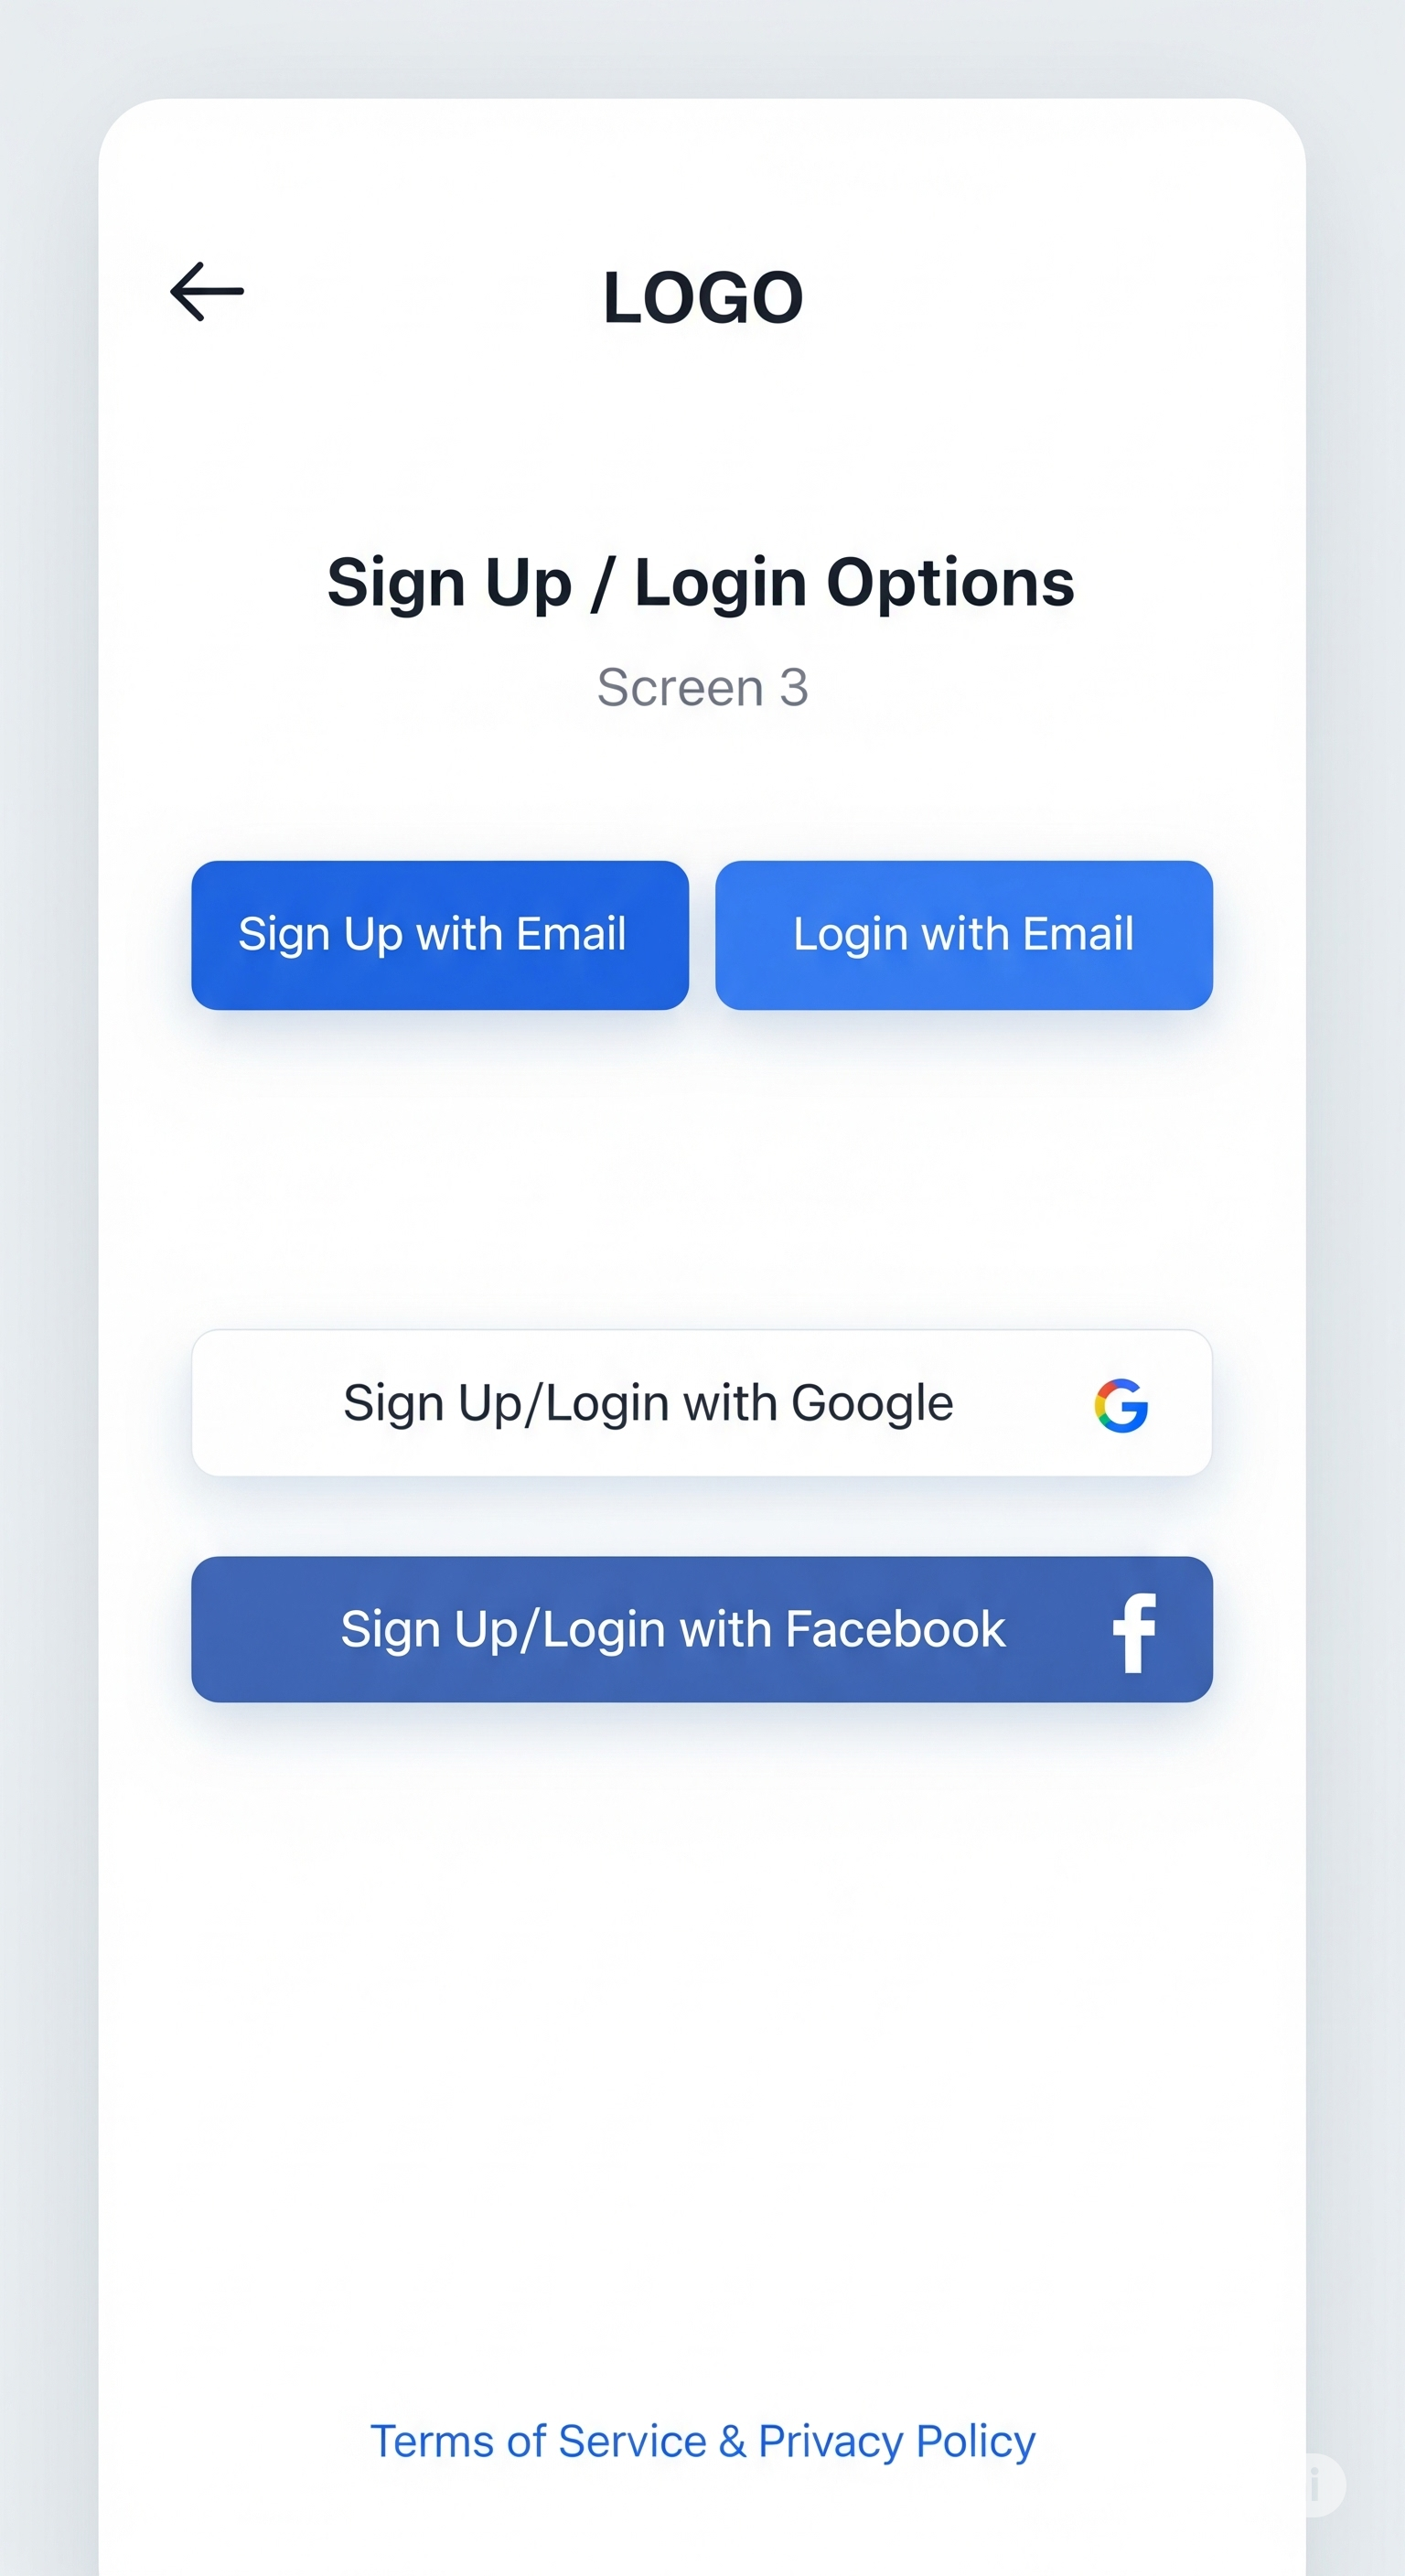 LOGO
Sign Up / Login Options
Screen 3
Sign Up with Email
Login with Email
Sign Up/Login with Google
Sign Up/Login with Facebook
Terms of Service & Privacy Policy